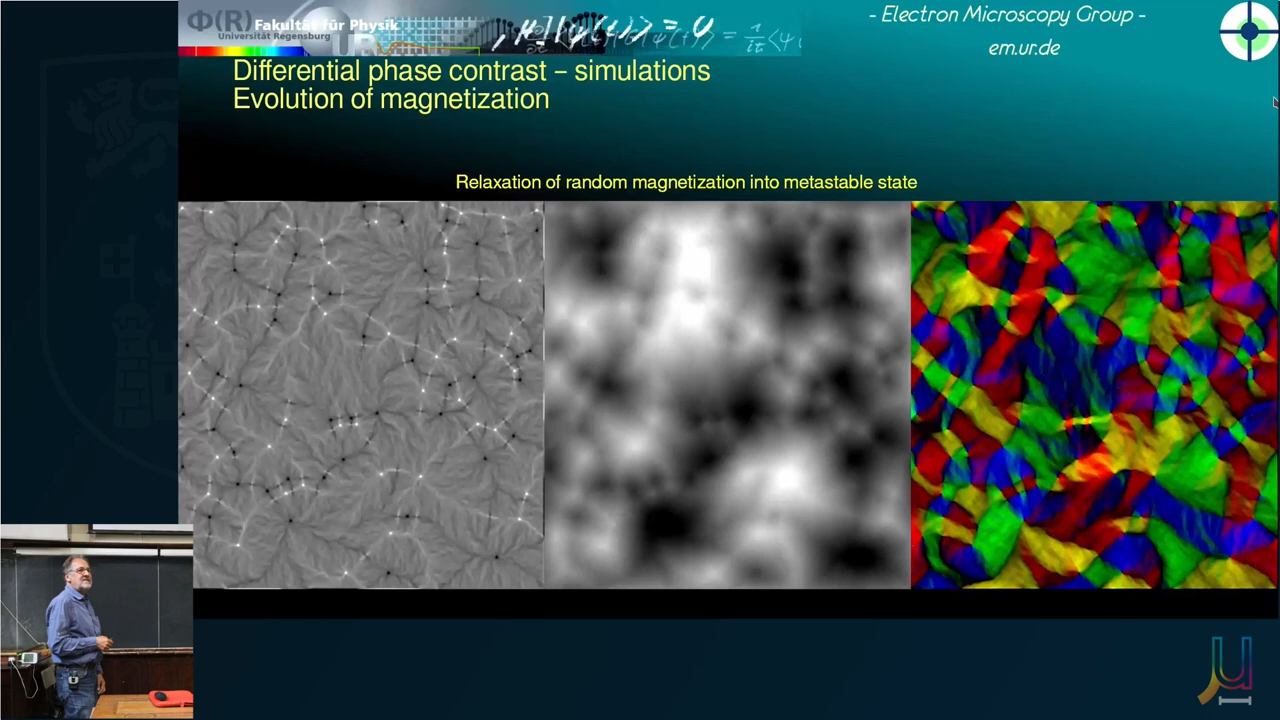 Φ(R) Fakultät für Physik
Universität Regensburg
UR
- Electron Microscopy Group -
em.ur.de
Differential phase contrast – simulations
Evolution of magnetization
Relaxation of random magnetization into metastable state